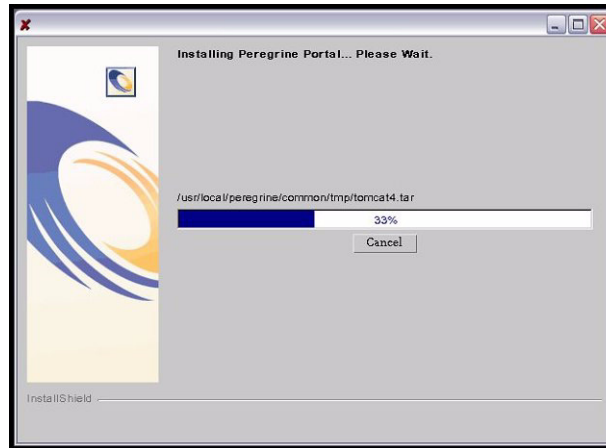 Installing Peregrine Portal... Please Wait.
/usr/local/peregrine/common/tmp/tomcat4.tar
33%
Cancel
InstallShield